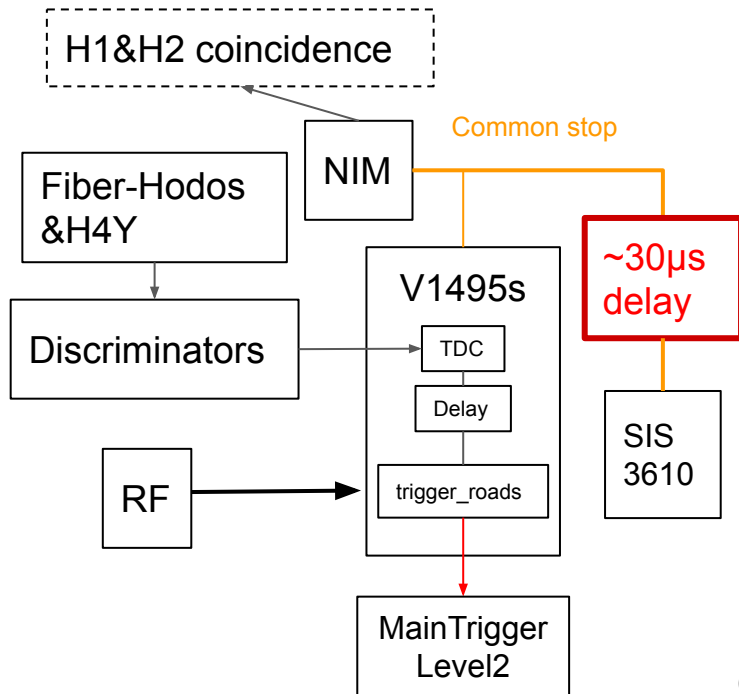 H1&H2 coincidence
Common stop
NIM
Fiber-Hodos
&H4Y
~30μs
delay
V1495s
Discriminators
TDC
Delay
SIS
3610
RF
trigger_roads
MainTrigger
Level2